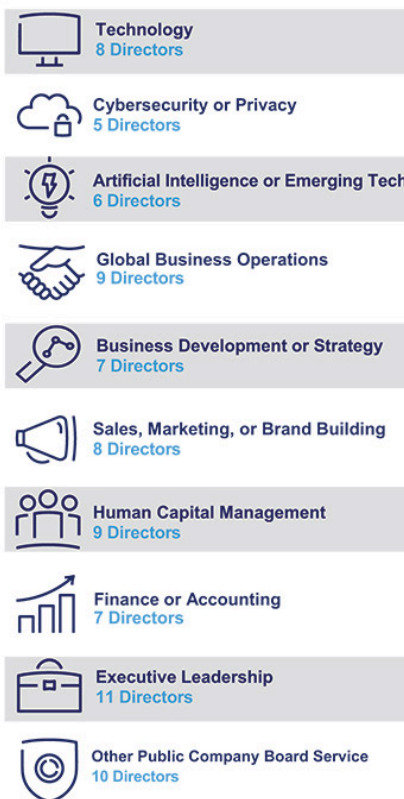 Technology
8 Directors
Cybersecurity or Privacy
5 Directors
Artificial Intelligence or Emerging Tech
6 Directors
Global Business Operations
9 Directors
Business Development or Strategy
7 Directors
Sales, Marketing, or Brand Building
8 Directors
Human Capital Management
9 Directors
Finance or Accounting
7 Directors
Executive Leadership
11 Directors
Other Public Company Board Service
10 Directors
©